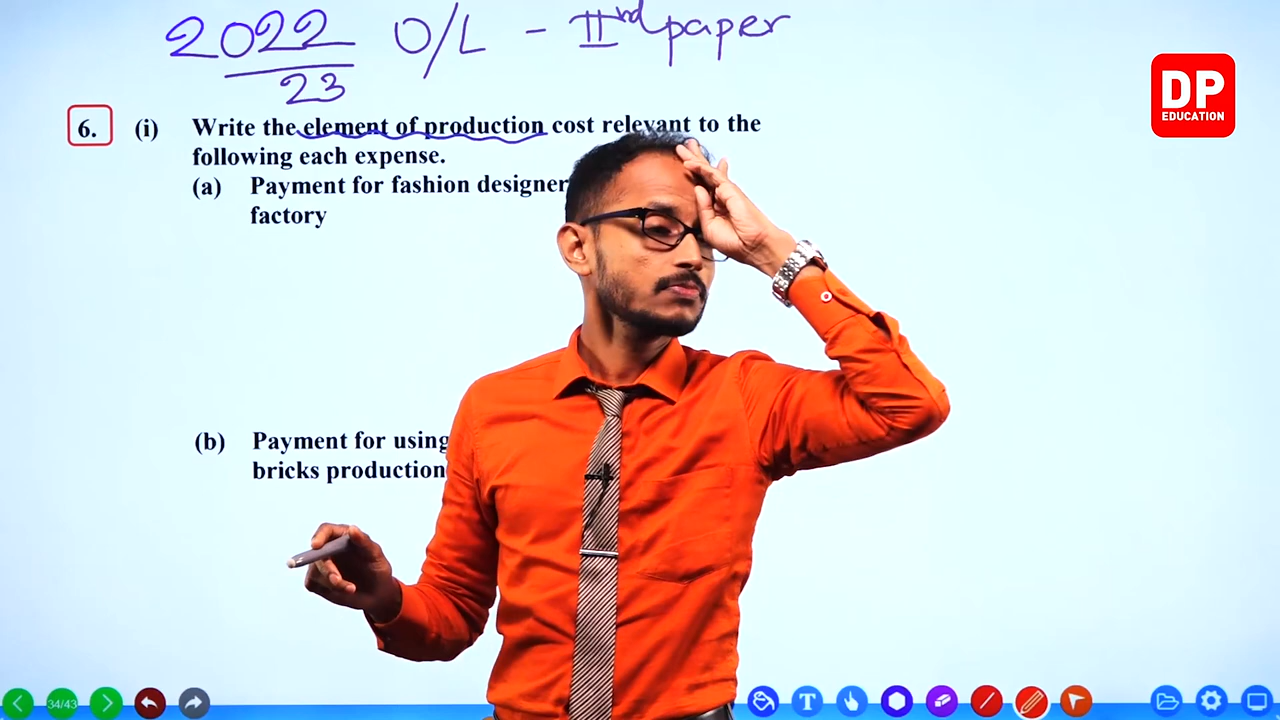 2022 O/L - IInd paper
23
DP
EDUCATION
6. (i) Write the element of production cost relevant to the
following each expense.
(a) Payment for fashion designer
factory
(b) Payment for using
bricks production
34/43
T